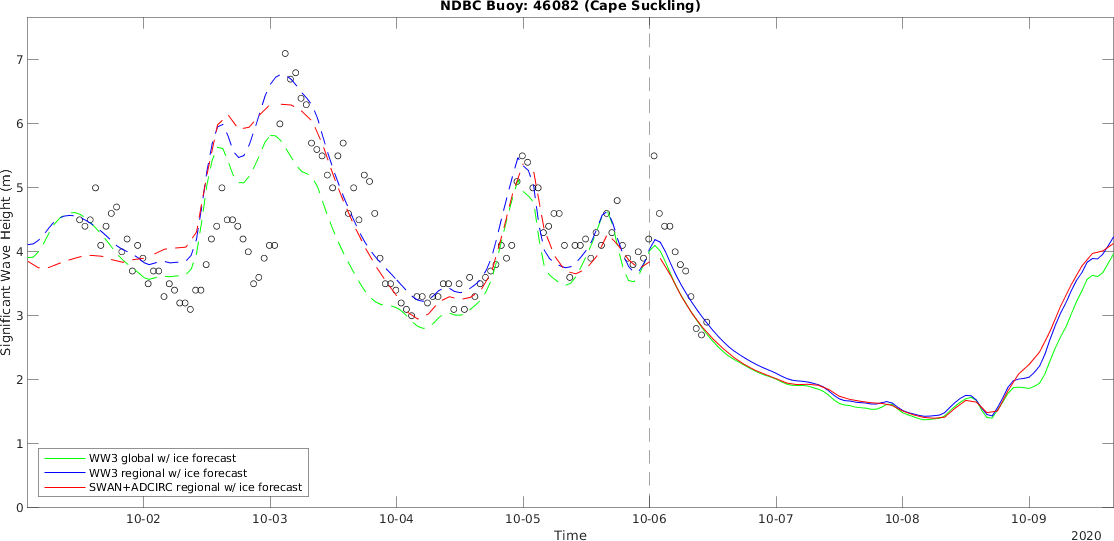 NDBC Buoy: 46082 (Cape Suckling)
Significant Wave Height (m)
7
6
5
4
3
2
1
0
WW3 global w/ ice forecast
WW3 regional w/ ice forecast
SWAN+ADCIRC regional w/ ice forecast
10-02 10-03 10-04 10-05 10-06 10-07 10-08 10-09
Time
2020